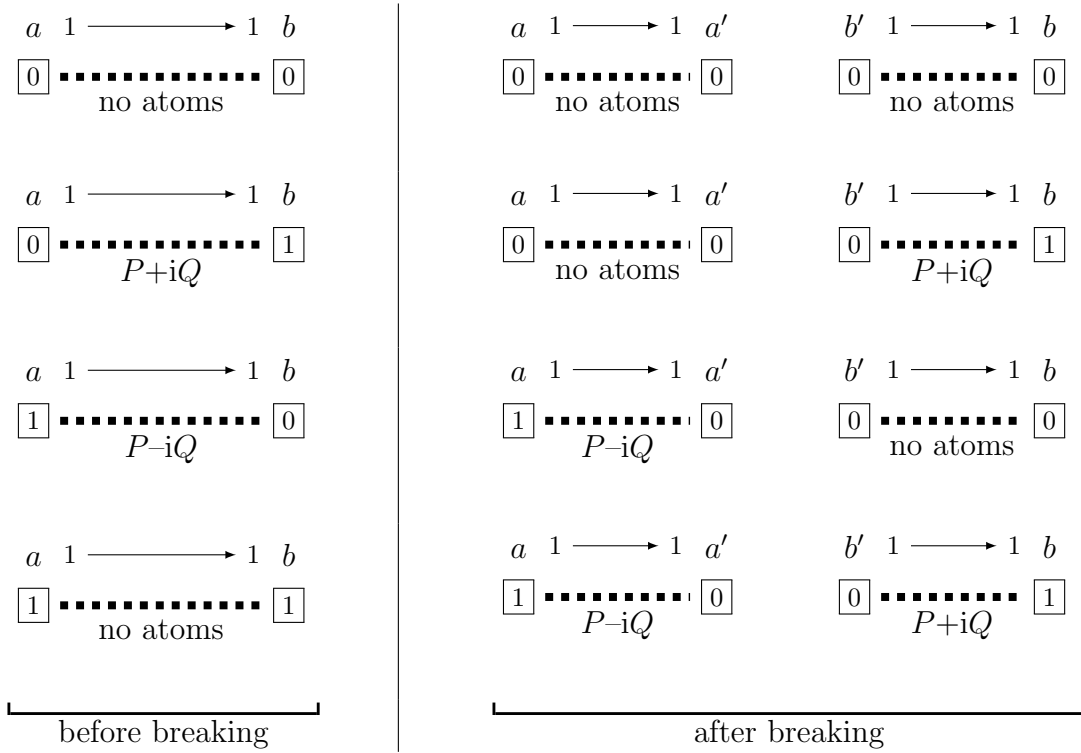 a 1 1 b a 1 1 a′ b′ 1 1 b
0 0 0 0 0 0
no atoms no atoms no atoms
a 1 1 b a 1 1 a′ b′ 1 1 b
0 1 0 0 0 1
P+iQ no atoms P+iQ
a 1 1 b a 1 1 a′ b′ 1 1 b
1 0 1 0 0 0
P–iQ P–iQ no atoms
a 1 1 b a 1 1 a′ b′ 1 1 b
1 1 1 0 0 1
no atoms P–iQ P+iQ
before breaking after breaking